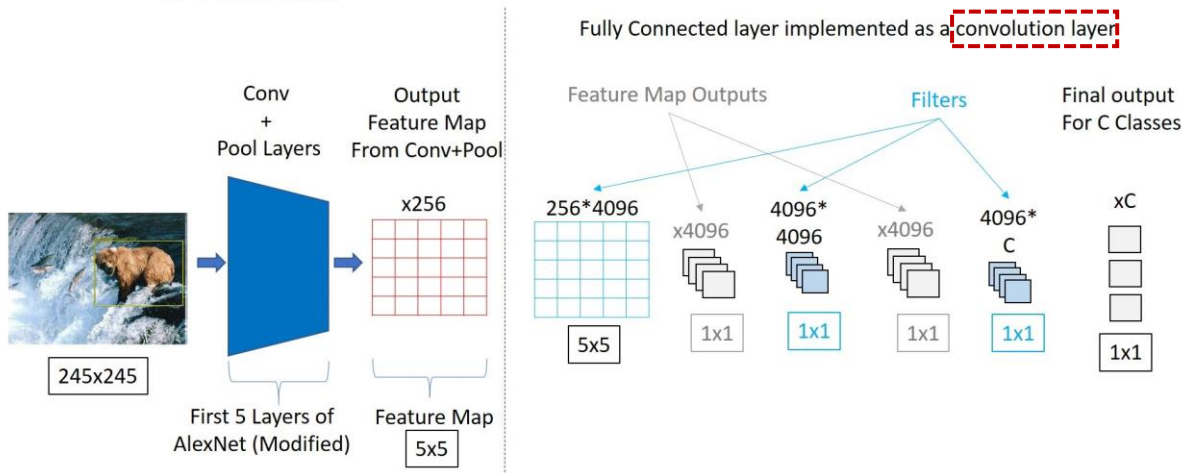 Fully Connected layer implemented as a convolution layer
Conv
+
Pool Layers
Output
Feature Map
From Conv+Pool
Feature Map Outputs
Filters
Final output
For C Classes
x256
256*4096
x4096
4096*
4096
x4096
4096*
C
xC
5x5
1x1
1x1
1x1
1x1
1x1
245x245
First 5 Layers of
AlexNet (Modified)
Feature Map
5x5